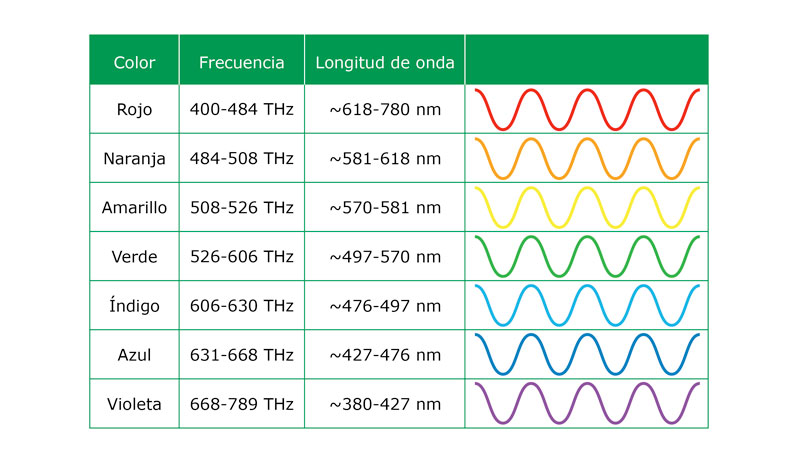 Color Frecuencia Longitud de onda
Rojo 400-484 THz ~618-780 nm
Naranja 484-508 THz ~581-618 nm
Amarillo 508-526 THz ~570-581 nm
Verde 526-606 THz ~497-570 nm
Índigo 606-630 THz ~476-497 nm
Azul 631-668 THz ~427-476 nm
Violeta 668-789 THz ~380-427 nm